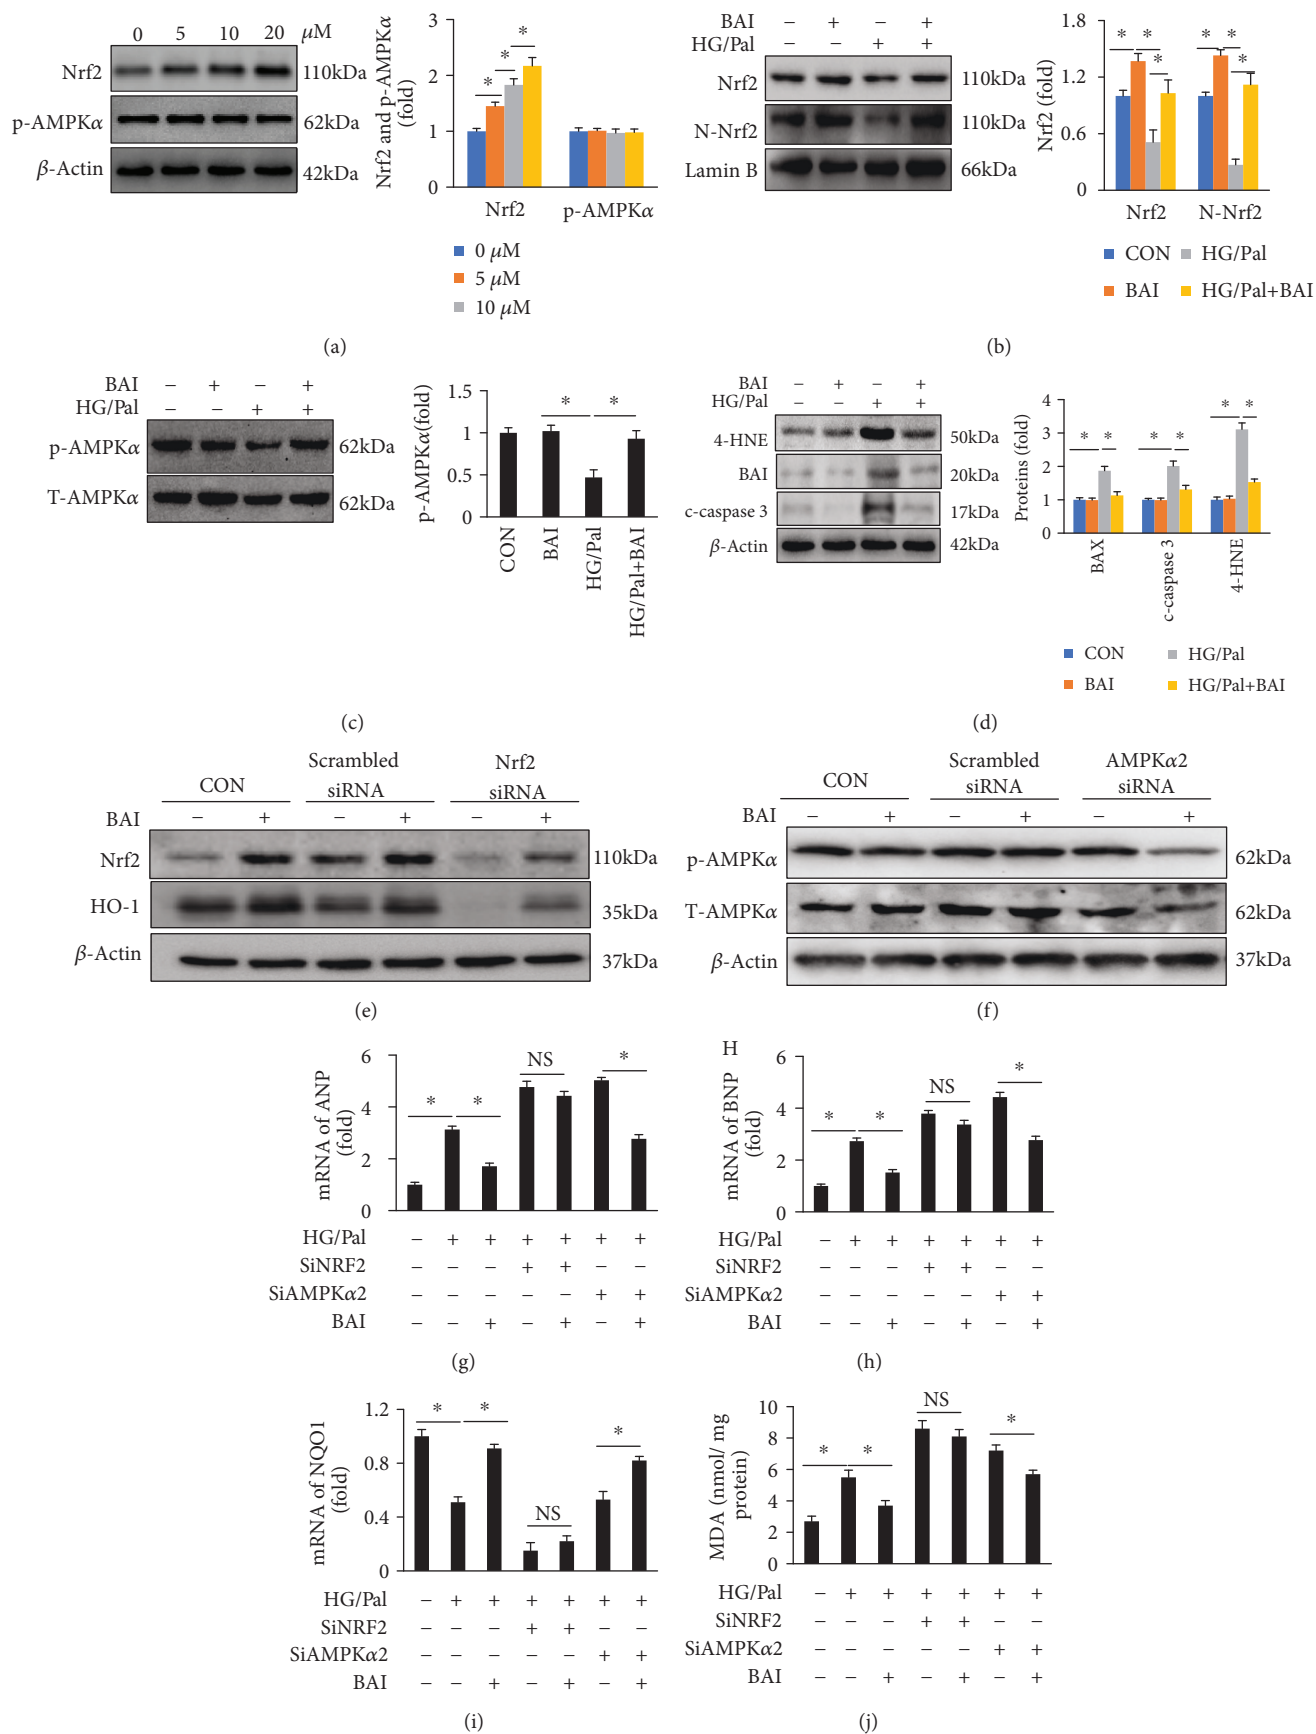 0 5 10 20 μM
Nrf2 110kDa
p-AMPKα 62kDa
β-Actin 42kDa
Nrf2 and p-AMPKα
(fold)
3
2
1
0
* * *
Nrf2 p-AMPKα
0 μM
5 μM
10 μM
(a)
BAI – + – +
HG/Pal – – + +
Nrf2 110kDa
N-Nrf2 110kDa
Lamin B 66kDa
Nrf2 (fold)
1.8
1.2
0.6
0
* * * * * *
Nrf2 N-Nrf2
CON HG/Pal
BAI HG/Pal+BAI
(b)
BAI – + – +
HG/Pal – – + +
p-AMPKα 62kDa
T-AMPKα 62kDa
p-AMPKα(fold)
1.5
1
0.5
0
* *
CON
BAI
HG/Pal
HG/Pal+BAI
(c)
BAI – + – +
HG/Pal – – + +
4-HNE 50kDa
BAI 20kDa
c-caspase 3 17kDa
β-Actin 42kDa
Proteins (fold)
4
3
2
1
0
* * * * * *
BAX
c-caspase 3
4-HNE
CON HG/Pal
BAI HG/Pal+BAI
(d)
CON Scrambled siRNA Nrf2 siRNA
BAI – + – + – +
Nrf2 110kDa
HO-1 35kDa
β-Actin 37kDa
(e)
CON Scrambled siRNA AMPKα2 siRNA
BAI – + – + – +
p-AMPKα 62kDa
T-AMPKα 62kDa
β-Actin 37kDa
(f)
mRNA of ANP
(fold)
6
4
2
0
* * NS *
HG/Pal – + + + + + +
SiNRF2 – – – + + – –
SiAMPKα2 – – – – – + +
BAI – – + – + – +
(g)
H
mRNA of BNP
(fold)
6
4
2
0
* * NS *
HG/Pal – + + + + + +
SiNRF2 – – – + + – –
SiAMPKα2 – – – – – + +
BAI – – + – + – +
(h)
mRNA of NQO1
(fold)
1.2
0.8
0.4
0
* * NS *
HG/Pal – + + + + + +
SiNRF2 – – – + + – –
SiAMPKα2 – – – – – + +
BAI – – + – + – +
(i)
MDA (nmol/ mg
protein)
10
8
6
4
2
0
* * NS *
HG/Pal – + + + + + +
SiNRF2 – – – + + – –
SiAMPKα2 – – – – – + +
BAI – – + – + – +
(j)